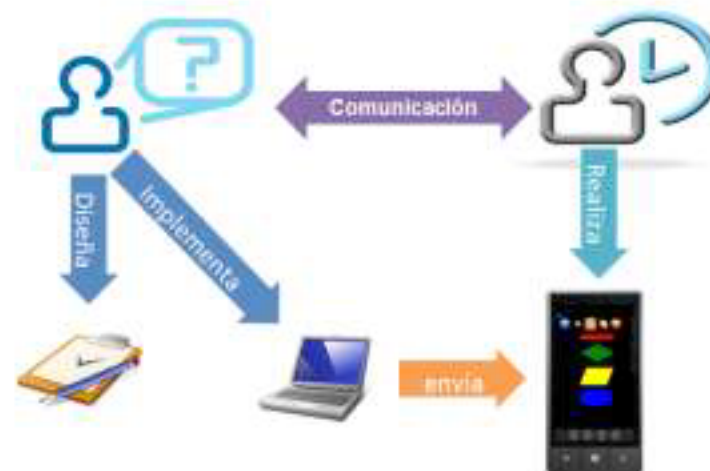 ?
Comunicación
Diseña
Implementa
Realiza
envía